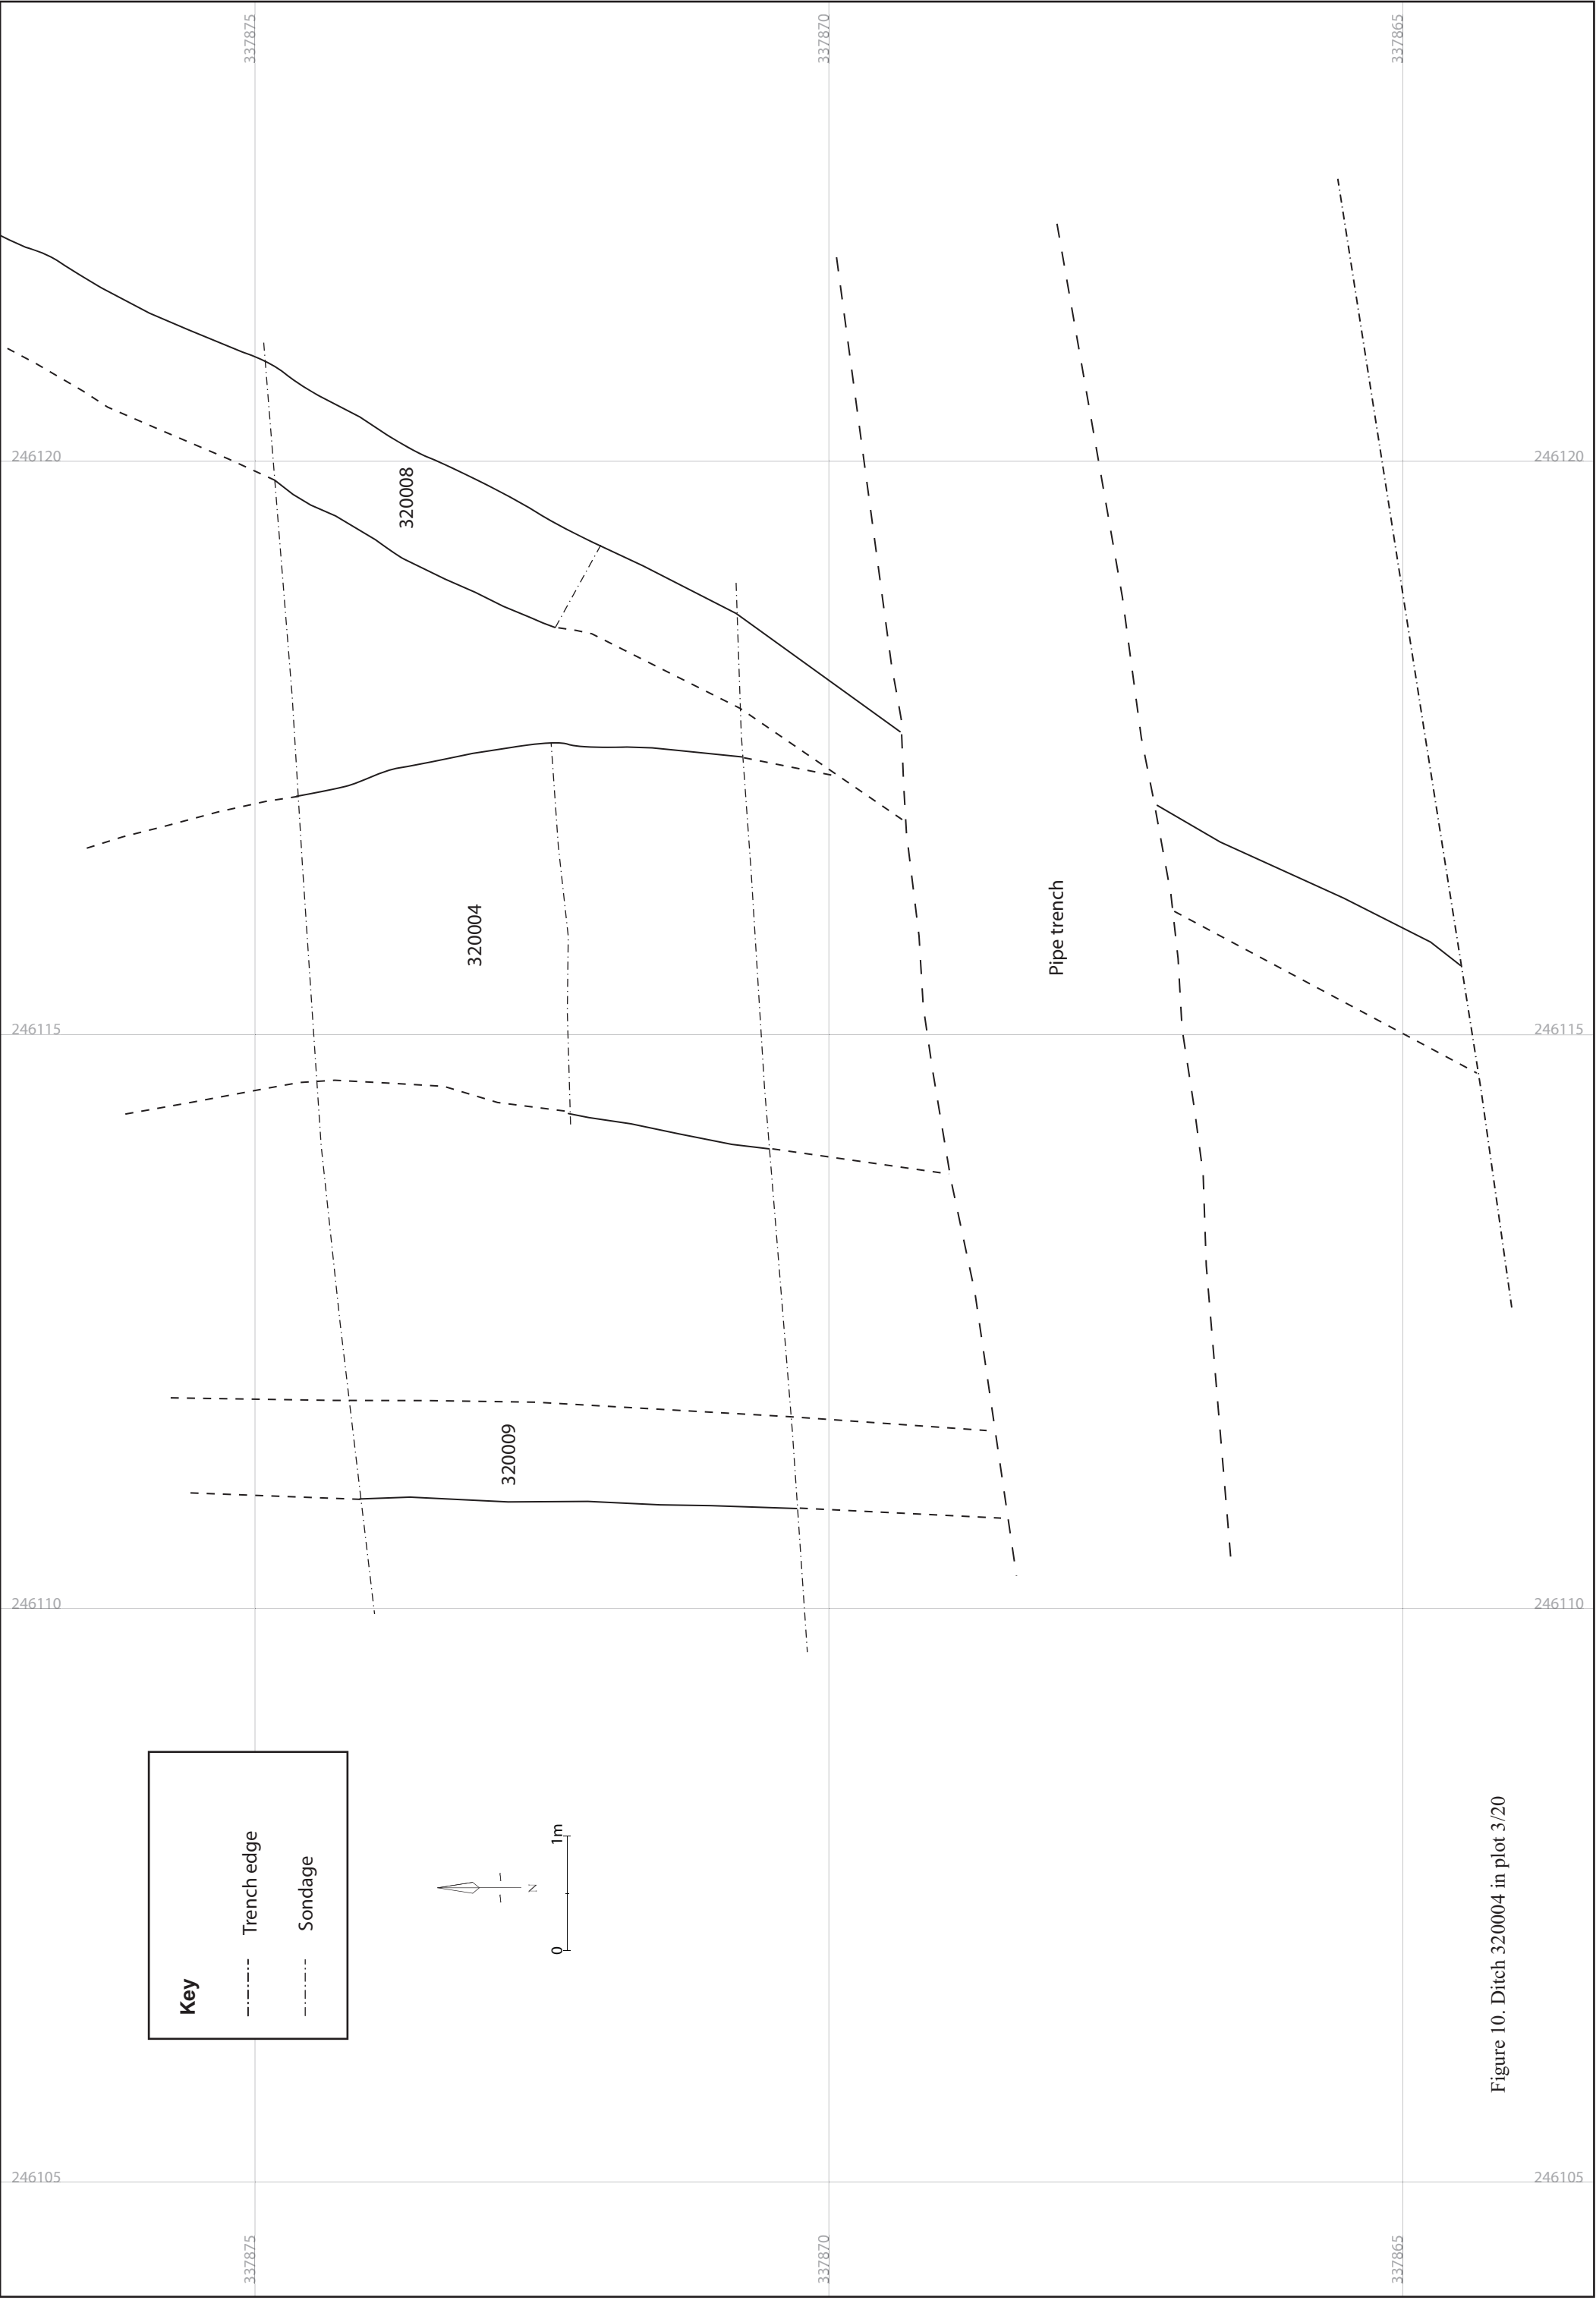 337875
337870
337865
246120
246120
320008
320004
Pipe trench
246115
246115
320009
246110
246110
Key
Trench edge
Sondage
N
0
1m
Figure 10. Ditch 320004 in plot 3/20
246105
246105
337875
337870
337865